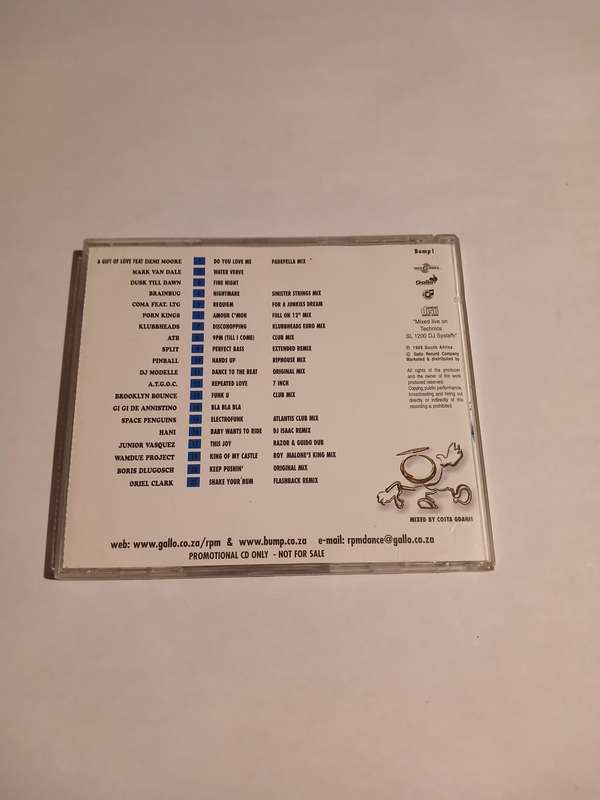 Bump1
A GIFT OF LOVE FEAT DEMI MOORE DO YOU LOVE ME PADEPELLA MIX
MARK VAN DALE WATER VERVE
DUSK TILL DAWN FINE NIGHT
BRAINBUG NIGHTMARE SINISTER STRINGS MIX
COMA FEAT. LTG REQUIEM FOR A JUNKIES DREAM
PORN KINGS AMOUR C'MON FULL ON 12" MIX
KLUBBHEADS DISCOHOPPING KLUBBHEADS EURO MIX
ATB 9PM (TILL I COME) CLUB MIX
SPLIT PERFECT BASS EXTENDED REMIX
PINBALL HANDS UP RIPHOUSE MIX
DJ MODELLE DANCE TO THE BEAT ORIGINAL MIX
A.T.G.O.C. REPEATED LOVE 7 INCH
BROOKLYN BOUNCE FUNK U CLUB MIX
GI GI DE ANNISTINO BLA BLA BLA
SPACE PENGUINS ELECTROFUNK ATLANTIS CLUB MIX
HANI BABY WANTS TO RIDE DJ ISAAC REMIX
JUNIOR VASQUEZ THIS JOY RAZOR & GUIDO DUB
WAMDUE PROJECT KING OF MY CASTLE ROY MALONE'S KING MIX
BORIS DLUGOSCH KEEP PUSHIN' ORIGINAL MIX
ORIEL CLARK SHAKE YOUR BUM FLASHBACK REMIX
Gallo
"Mixed live on
Technics
SL 1200 DJ System"
South Africa
© Gallo Record Company
Marketed & distributed by
All rights of the producer
and the owner of the work
produced reserved.
Copying, public performance,
broadcasting and hiring out
directly or indirectly of this
recording is prohibited.
MIXED BY COSTA
web: www.gallo.co.za/rpm & www.bump.co.za e-mail: rpmdance@gallo.co.za
PROMOTIONAL CD ONLY - NOT FOR SALE